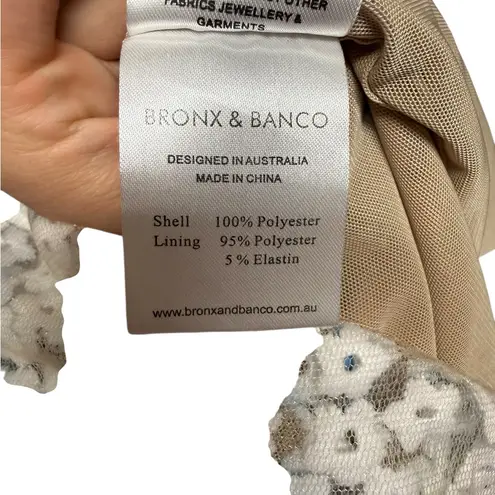 OTHER
FABRICS JEWELLERY &
GARMENTS
BRONX & BANCO
DESIGNED IN AUSTRALIA
MADE IN CHINA
Shell 100% Polyester
Lining 95% Polyester
5% Elastin
www.bronxandbanco.com.au